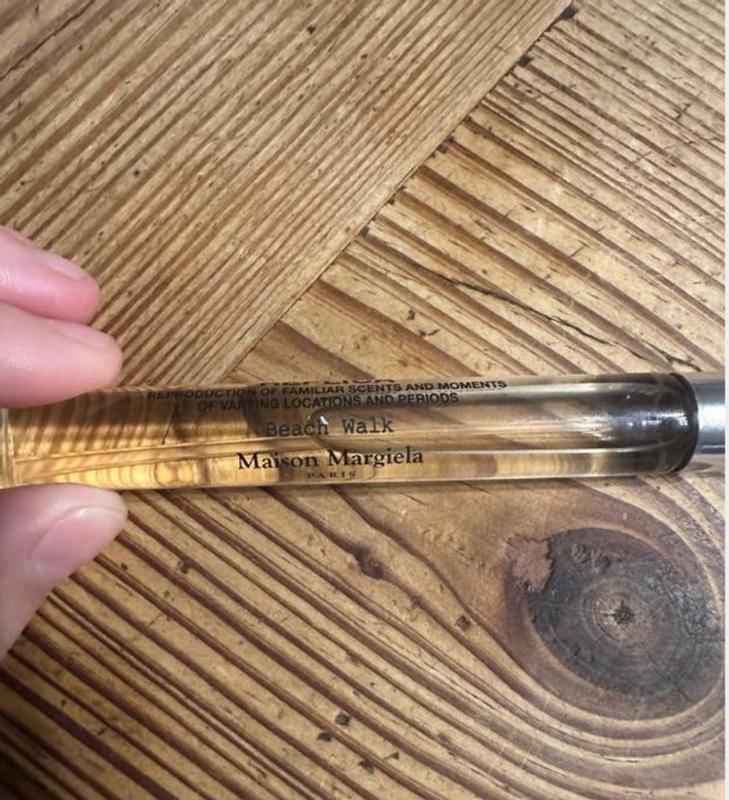 REPRODUCTION OF FAMILIAR SCENTS AND MOMENTS
OF VARYING LOCATIONS AND PERIODS
Beach Walk
Maison Margiela
PARIS